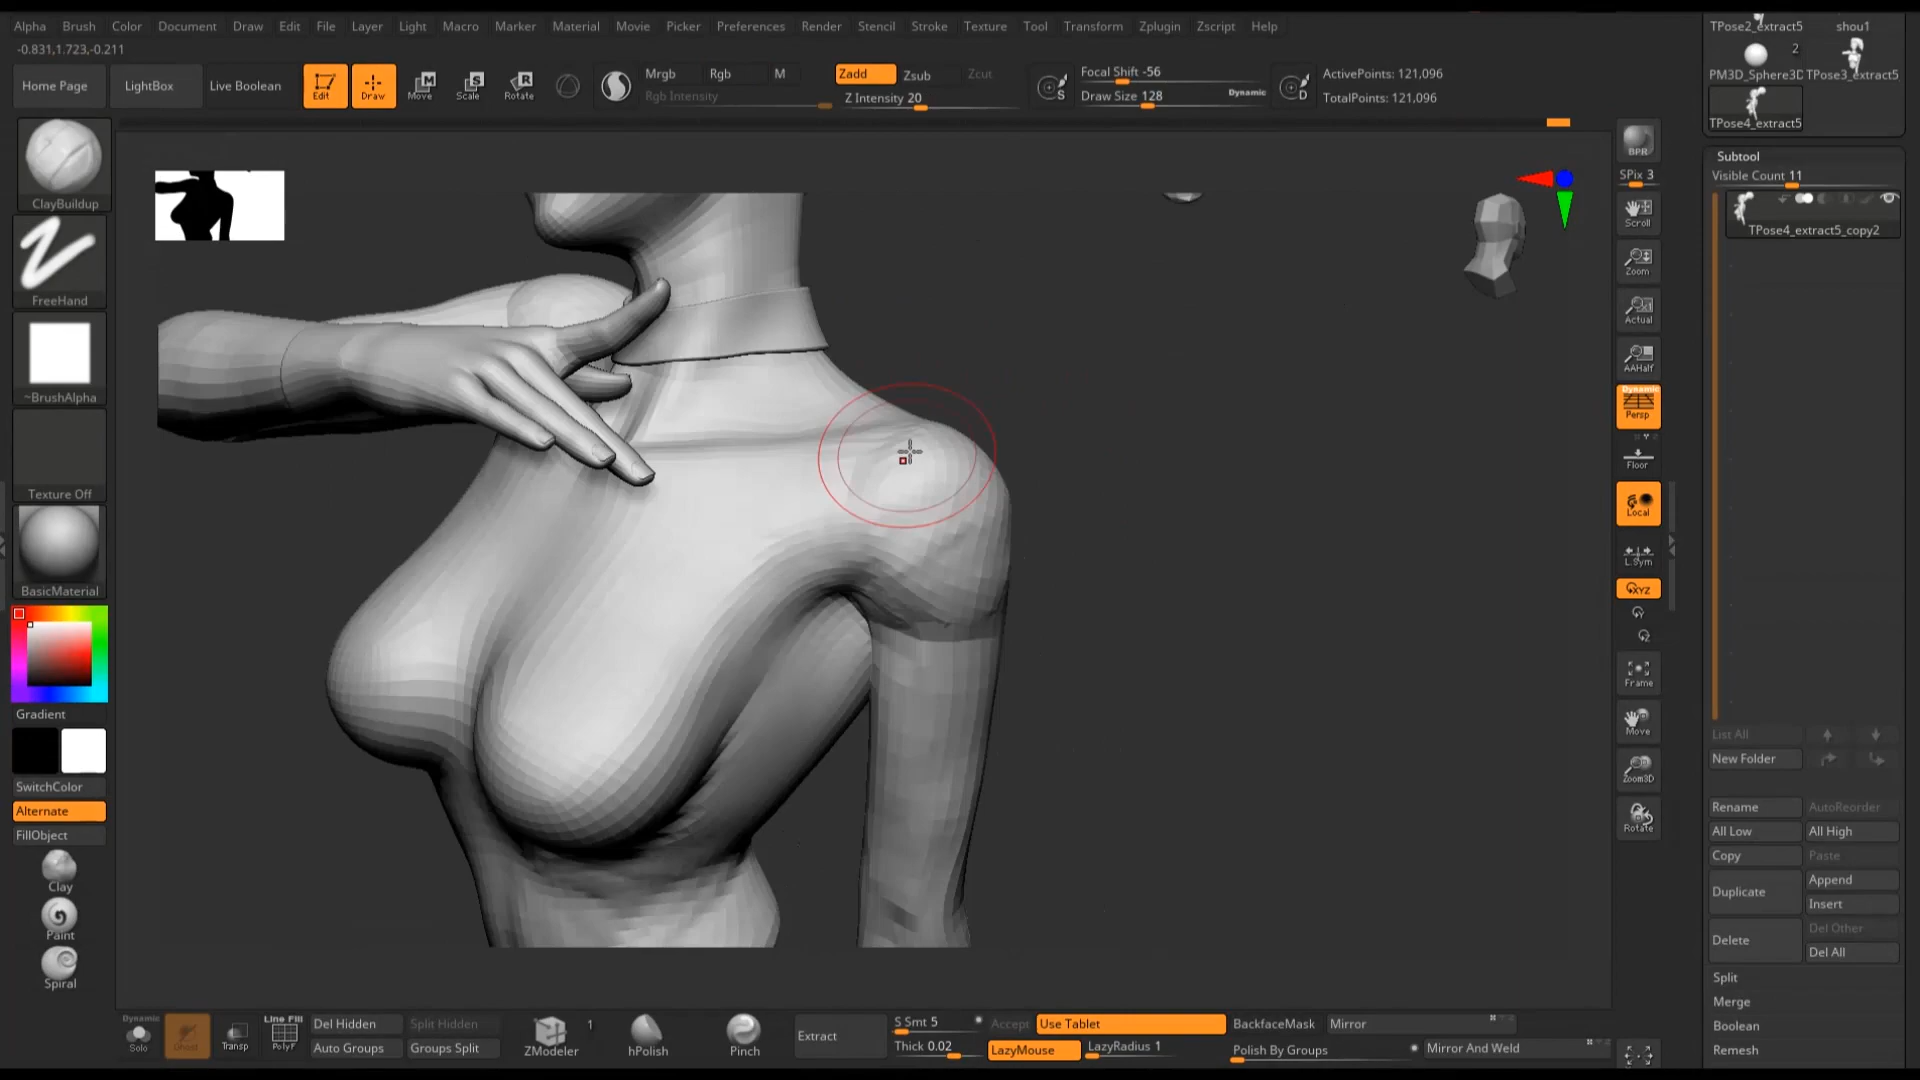 Alpha Brush Color Document Draw Edit File Layer Light Macro Marker Material Movie Picker Preferences Render Stencil Stroke Texture Tool Transform Zplugin Zscript Help
-0.831,1.723,-0.211
Home Page LightBox Live Boolean Edit Draw Move Scale Rotate
Mrgb Rgb M
Rgb Intensity
Zadd Zsub Zcut
Z Intensity 20
Focal Shift -56
Draw Size 128 Dynamic
ActivePoints: 121,096
TotalPoints: 121,096
ClayBuildup
FreeHand
~BrushAlpha
Texture Off
BasicMaterial
Gradient
SwitchColor
Alternate
FillObject
Clay
Paint
Spiral
BPR
SPix 3
Scroll
Zoom
Actual
AAHalf
Dynamic
Persp
Floor
Local
L.Sym
XYZ
Frame
Move
Zoom3D
Rotate
TPose2_extract5 shou1
2
PM3D_Sphere3D TPose3_extract5
TPose4_extract5
Subtool
Visible Count 11
TPose4_extract5_copy2
List All
New Folder
Rename AutoReorder
All Low All High
Copy Paste
Duplicate Append
Insert
Delete Del Other
Del All
Split
Merge
Boolean
Remesh
Dynamic
Solo
Ghost
Transp
Line Fill
PolyF
Del Hidden Split Hidden
Auto Groups Groups Split
ZModeler 1
hPolish
Pinch
Extract
S Smt 5 Accept
Thick 0.02
Use Tablet
LazyMouse LazyRadius 1
BackfaceMask Mirror
Polish By Groups Mirror And Weld